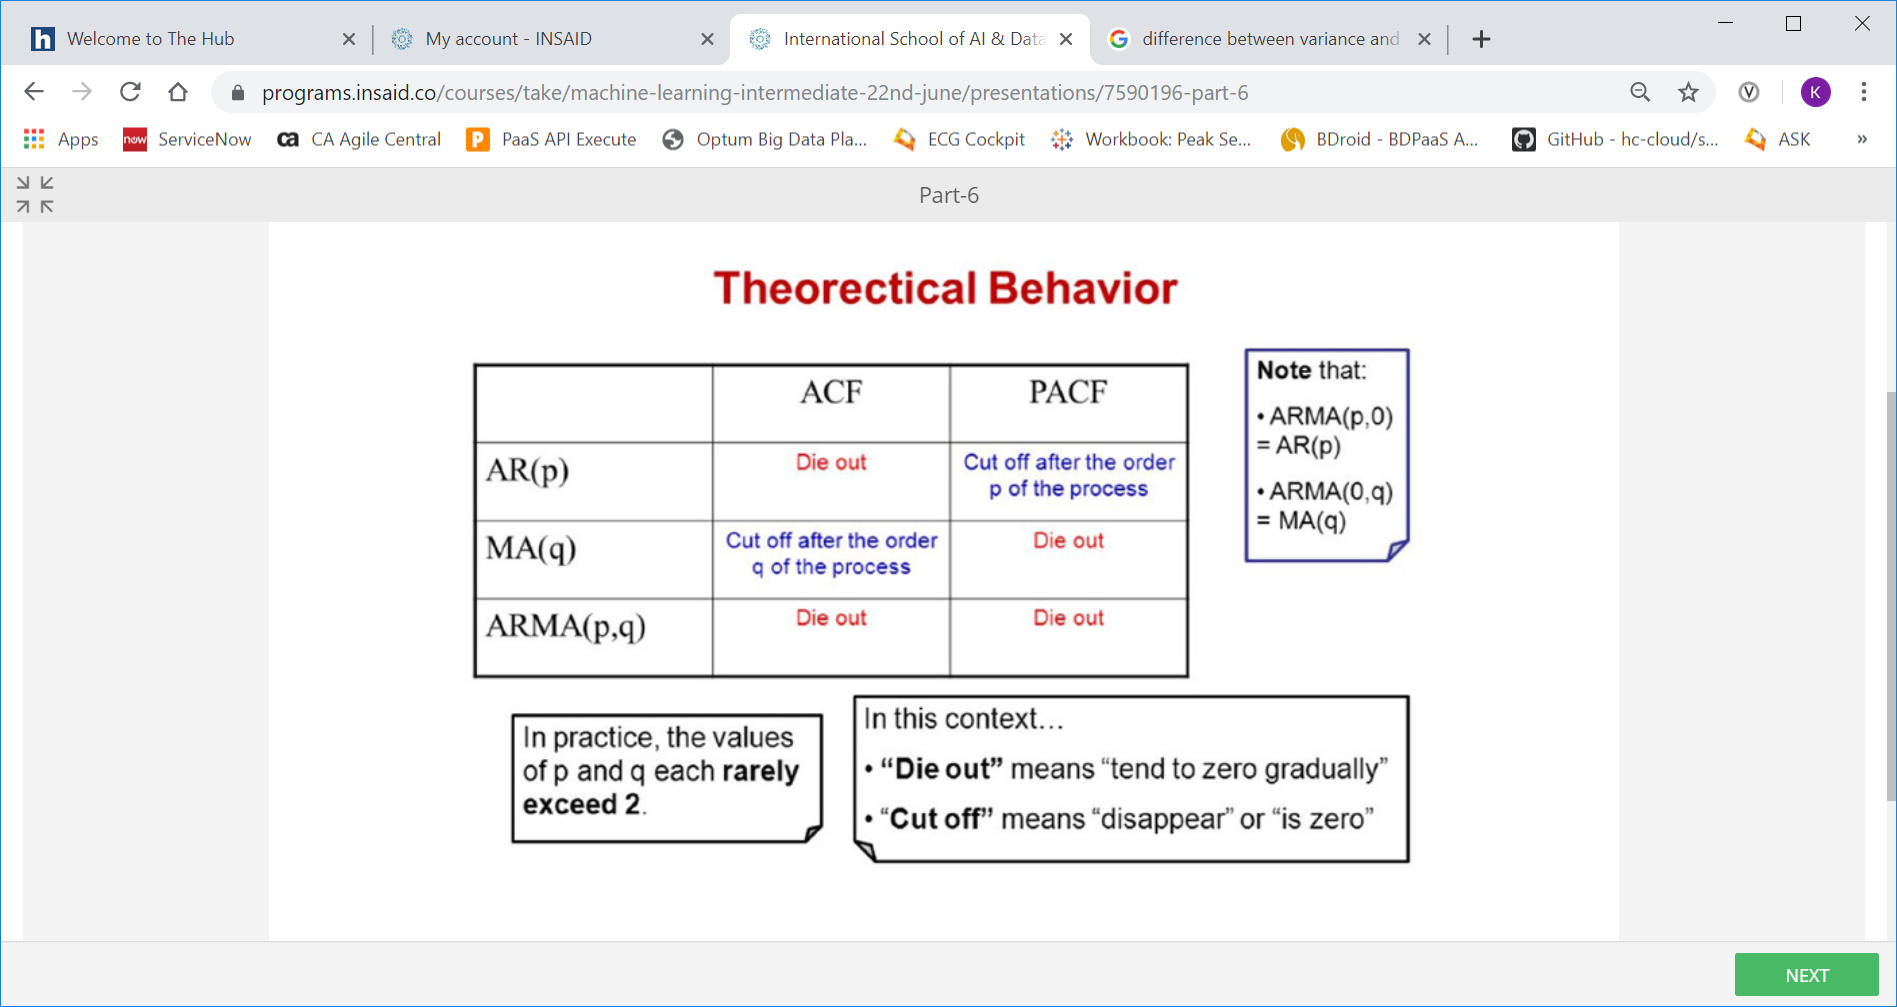 h Welcome to The Hub
My account - INSAID
International School of AI & Data
G difference between variance and
programs.insaid.co/courses/take/machine-learning-intermediate-22nd-june/presentations/7590196-part-6
V
K
Apps
now ServiceNow
ca CA Agile Central
P PaaS API Execute
Optum Big Data Pla...
ECG Cockpit
Workbook: Peak Se...
BDroid - BDPaaS A...
GitHub - hc-cloud/s...
ASK
»
Part-6
Theorectical Behavior
ACF PACF
AR(p) Die out Cut off after the order
p of the process
MA(q) Cut off after the order Die out
q of the process
ARMA(p,q) Die out Die out
Note that:
• ARMA(p,0)
= AR(p)
• ARMA(0,q)
= MA(q)
In practice, the values
of p and q each rarely
exceed 2.
In this context…
• “Die out” means “tend to zero gradually”
• “Cut off” means “disappear” or “is zero”
NEXT